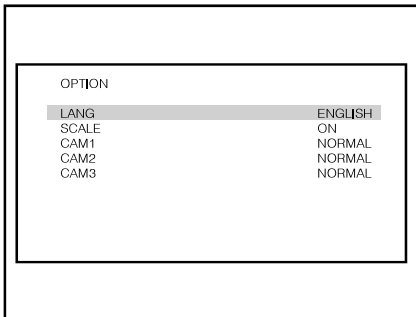 OPTION
LANG ENGLISH
SCALE ON
CAM1 NORMAL
CAM2 NORMAL
CAM3 NORMAL